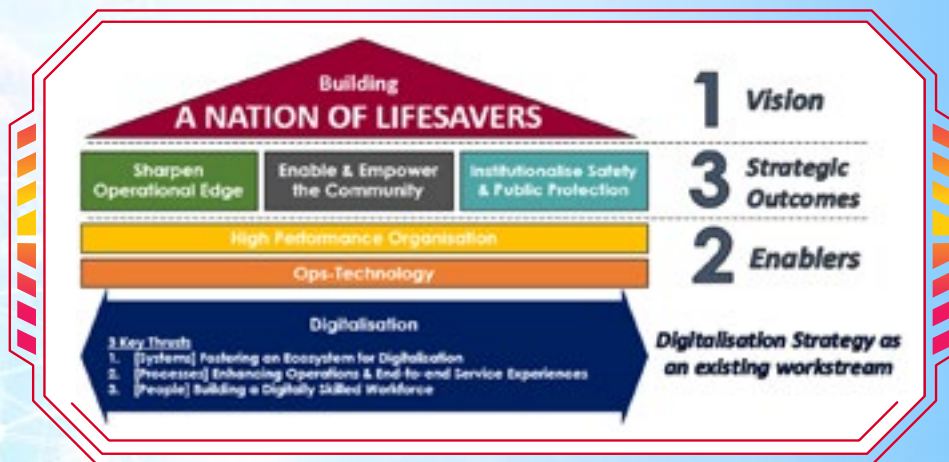 Building
A NATION OF LIFESAVERS
1 Vision
Sharpen
Operational Edge
Enable & Empower
the Community
Institutionalise Safety
& Public Protection
3 Strategic
Outcomes
High Performance Organisation
Ops-Technology
2 Enablers
Digitalisation
3 Key Thrusts
1. [Systems] Fostering an Ecosystem for Digitalisation
2. [Processes] Enhancing Operations & End-to-end Service Experiences
3. [People] Building a Digitally Skilled Workforce
Digitalisation Strategy as
an existing workstream